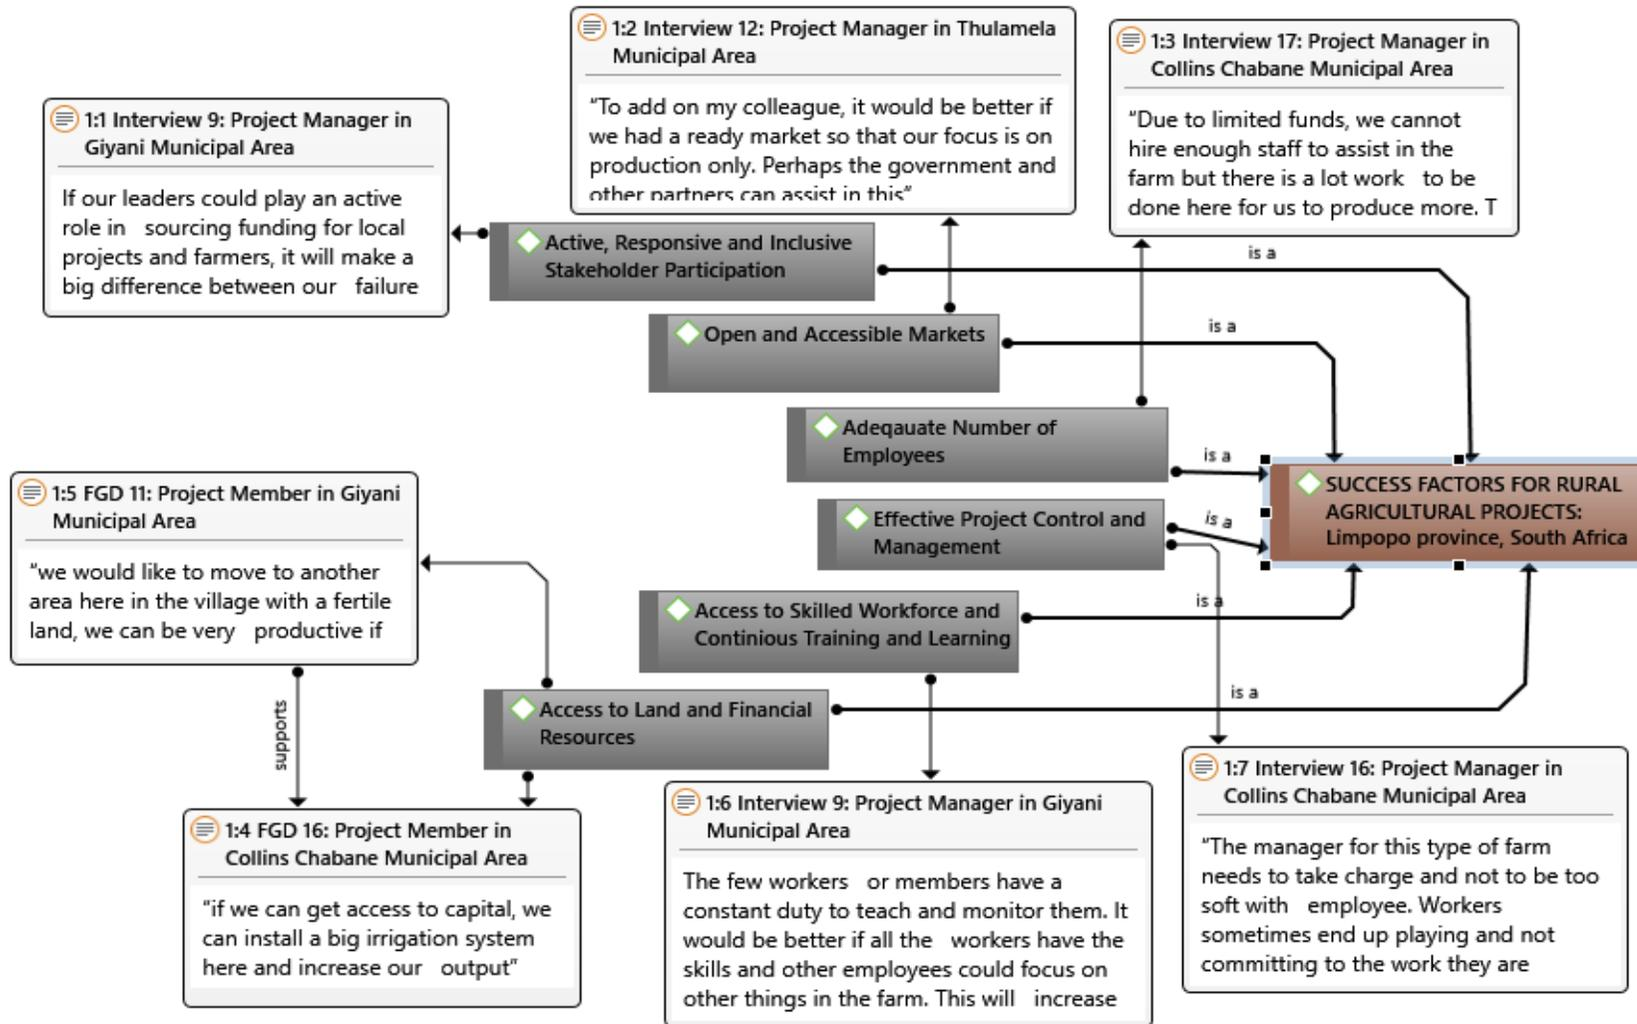 1:2 Interview 12: Project Manager in Thulamela
Municipal Area
“To add on my colleague, it would be better if
we had a ready market so that our focus is on
production only. Perhaps the government and
other partners can assist in this”
1:3 Interview 17: Project Manager in
Collins Chabane Municipal Area
“Due to limited funds, we cannot
hire enough staff to assist in the
farm but there is a lot work to be
done here for us to produce more. T
1:1 Interview 9: Project Manager in
Giyani Municipal Area
If our leaders could play an active
role in sourcing funding for local
projects and farmers, it will make a
big difference between our failure
Active, Responsive and Inclusive
Stakeholder Participation
is a
Open and Accessible Markets
is a
Adeqauate Number of
Employees
is a
SUCCESS FACTORS FOR RURAL
AGRICULTURAL PROJECTS:
Limpopo province, South Africa
Effective Project Control and
Management
is a
1:5 FGD 11: Project Member in Giyani
Municipal Area
“we would like to move to another
area here in the village with a fertile
land, we can be very productive if
Access to Skilled Workforce and
Continious Training and Learning
is a
Access to Land and Financial
Resources
is a
supports
1:4 FGD 16: Project Member in
Collins Chabane Municipal Area
“if we can get access to capital, we
can install a big irrigation system
here and increase our output”
1:6 Interview 9: Project Manager in Giyani
Municipal Area
The few workers or members have a
constant duty to teach and monitor them. It
would be better if all the workers have the
skills and other employees could focus on
other things in the farm. This will increase
1:7 Interview 16: Project Manager in
Collins Chabane Municipal Area
“The manager for this type of farm
needs to take charge and not to be too
soft with employee. Workers
sometimes end up playing and not
committing to the work they are